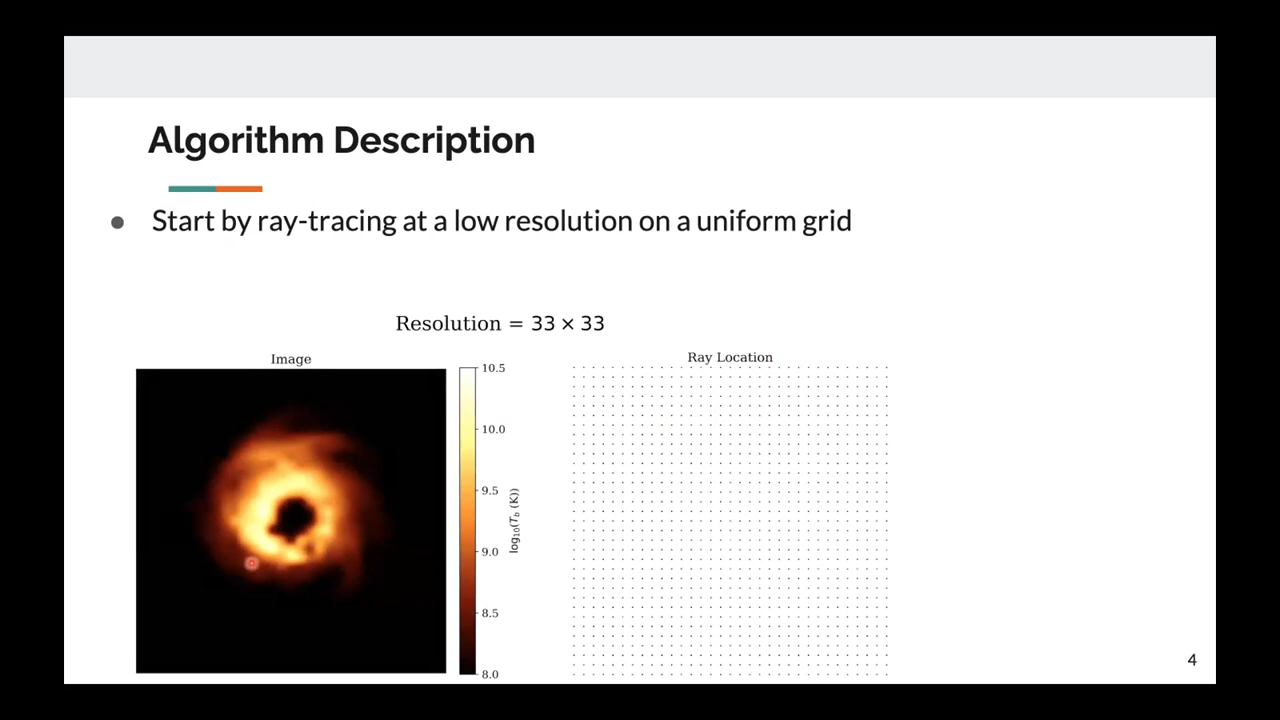 Algorithm Description
● Start by ray-tracing at a low resolution on a uniform grid
Resolution = 33 × 33
Image
Ray Location
10.5
10.0
9.5
9.0
8.5
8.0
log₁₀(T_b (K))
4